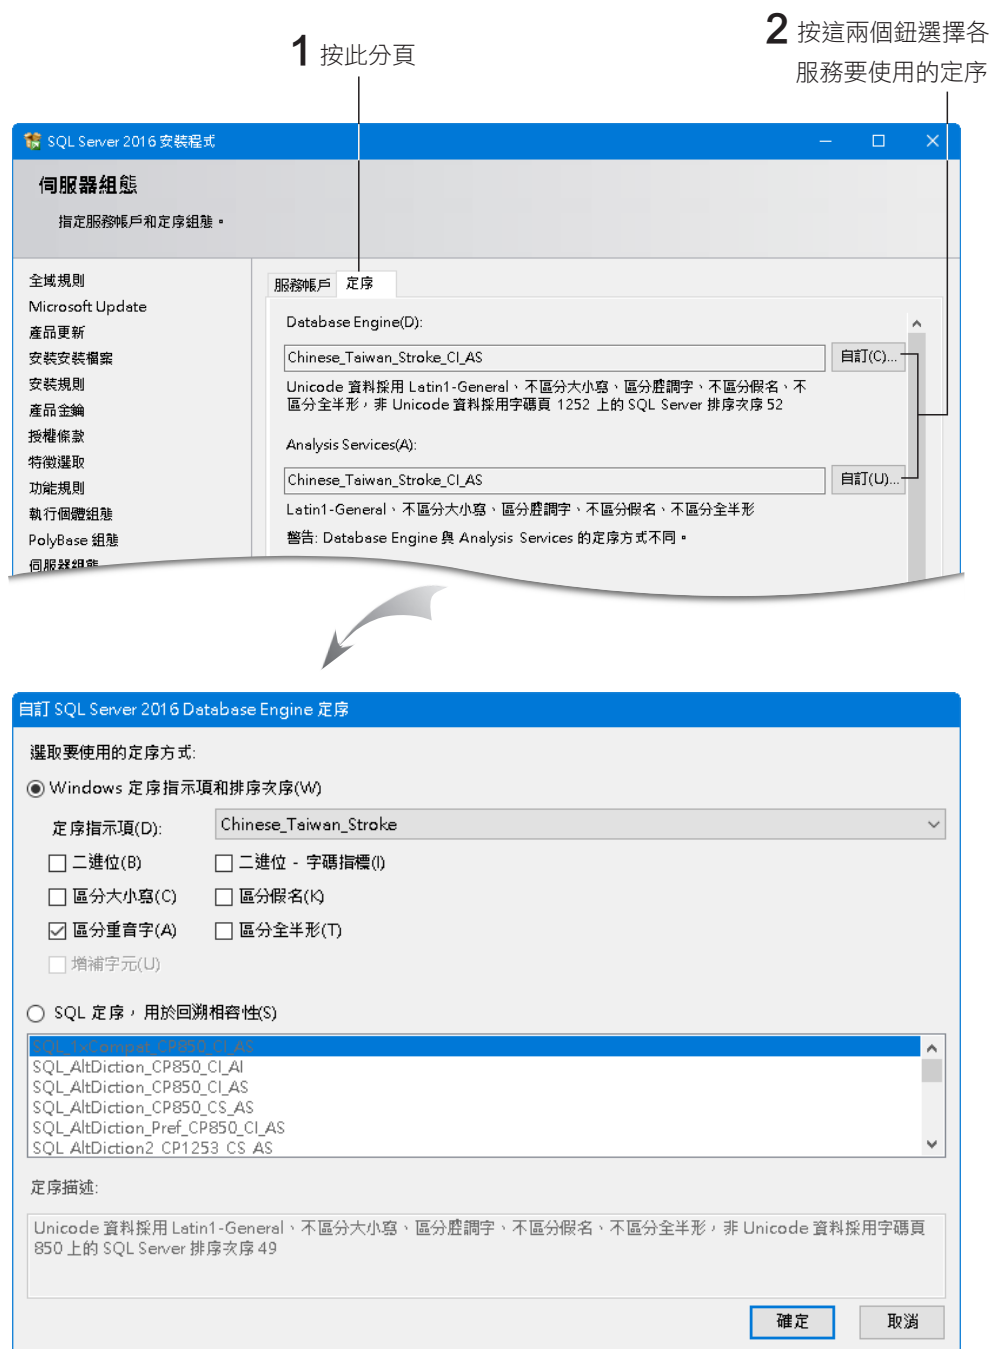 1 按此分頁
2 按這兩個鈕選擇各
服務要使用的定序
SQL Server 2016 安裝程式
伺服器組態
指定服務帳戶和定序組態。
全域規則
Microsoft Update
產品更新
安裝安裝檔案
安裝規則
產品金鑰
授權條款
特徵選取
功能規則
執行個體組態
PolyBase 組態
伺服器組態
服務帳戶
定序
Database Engine(D):
Chinese_Taiwan_Stroke_CI_AS
自訂(C)...
Unicode 資料採用 Latin1-General、不區分大小寫、區分腔調字、不區分假名、不
區分全半形，非 Unicode 資料採用字碼頁 1252 上的 SQL Server 排序次序 52
Analysis Services(A):
Chinese_Taiwan_Stroke_CI_AS
自訂(U)...
Latin1-General、不區分大小寫、區分腔調字、不區分假名、不區分全半形
警告: Database Engine 與 Analysis Services 的定序方式不同。
自訂 SQL Server 2016 Database Engine 定序
選取要使用的定序方式:
Windows 定序指示項和排序次序(W)
定序指示項(D):
Chinese_Taiwan_Stroke
二進位(B)
二進位 - 字碼指標(I)
區分大小寫(C)
區分假名(K)
區分重音字(A)
區分全半形(T)
增補字元(U)
SQL 定序，用於回溯相容性(S)
SQL_1xCompat_CP850_CI_AS
SQL_AltDiction_CP850_CI_AI
SQL_AltDiction_CP850_CI_AS
SQL_AltDiction_CP850_CS_AS
SQL_AltDiction_Pref_CP850_CI_AS
SQL_AltDiction2_CP1253_CS_AS
定序描述:
Unicode 資料採用 Latin1-General、不區分大小寫、區分腔調字、不區分假名、不區分全半形，非 Unicode 資料採用字碼頁
850 上的 SQL Server 排序次序 49
確定
取消